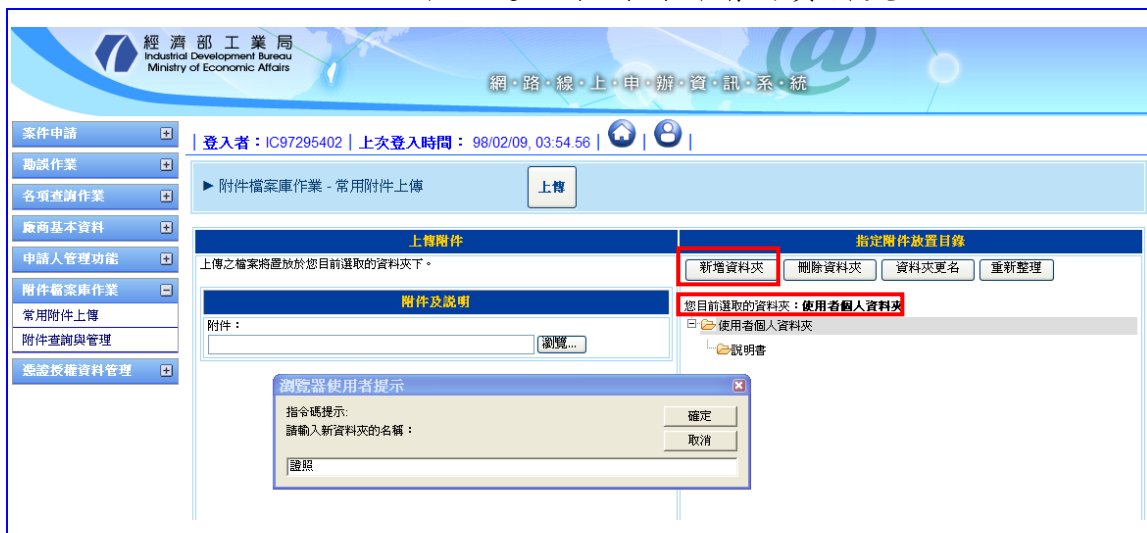 經 濟 部 工 業 局
Industrial Development Bureau
Ministry of Economic Affairs
網・路・線・上・申・辦・資・訊・系・統
案件申請
勘誤作業
各項查詢作業
廠商基本資料
申請人管理功能
附件檔案庫作業
常用附件上傳
附件查詢與管理
憑證授權資料管理
| 登入者：IC97295402 | 上次登入時間： 98/02/09, 03:54.56 | | |
► 附件檔案庫作業 - 常用附件上傳
上傳
上傳附件
上傳之檔案將置放於您目前選取的資料夾下。
附件及說明
附件：
瀏覽...
指定附件放置目錄
新增資料夾
刪除資料夾
資料夾更名
重新整理
您目前選取的資料夾：使用者個人資料夾
使用者個人資料夾
說明書
瀏覽器使用者提示
指令碼提示:
請輸入新資料夾的名稱：
確定
取消
證照